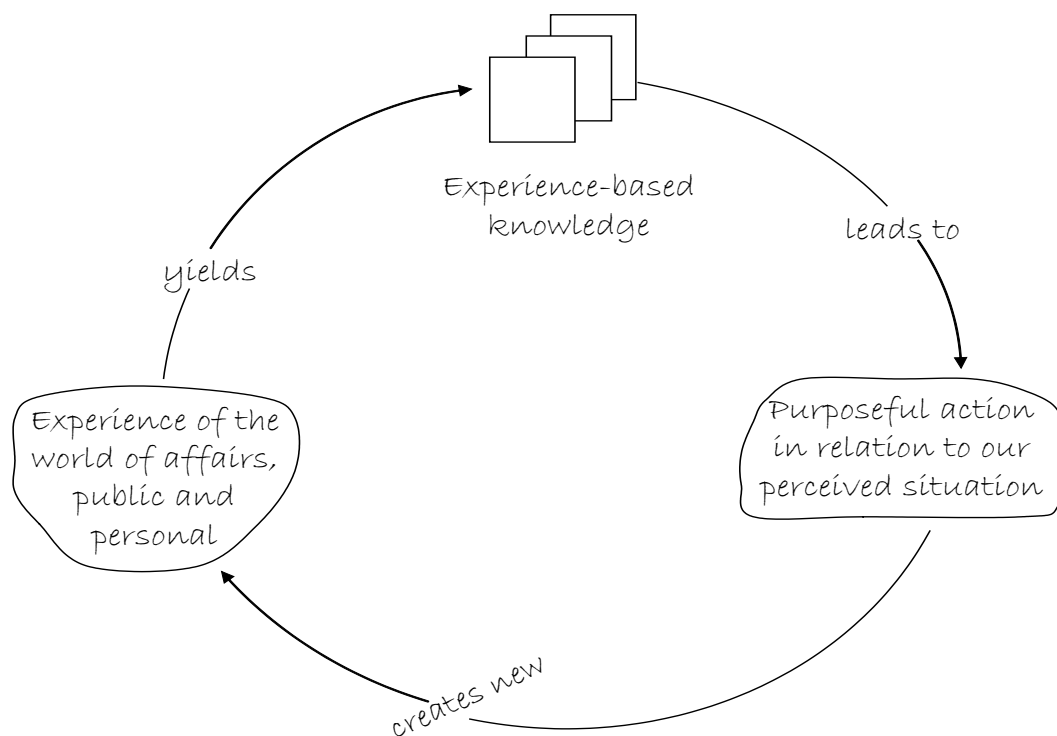 Experience-based
knowledge
leads to
Purposeful action
in relation to our
perceived situation
creates new
Experience of the
world of affairs,
public and
personal
yields